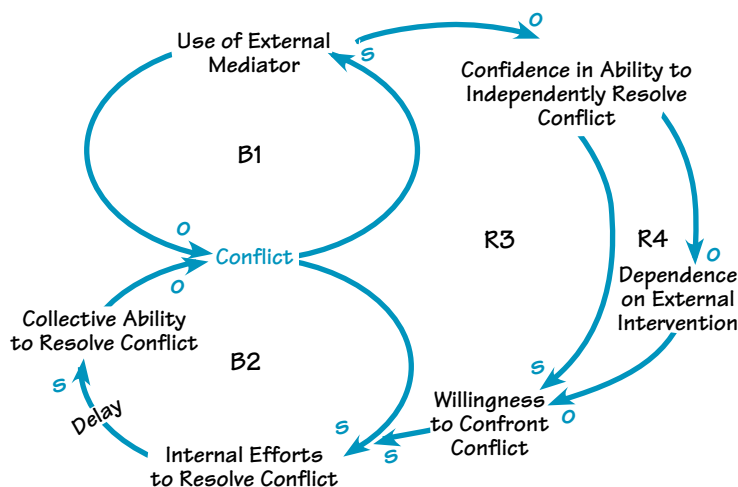 Use of External
Mediator
S
O
Confidence in Ability to
Independently Resolve
Conflict
B1
O
Conflict
O
R3
R4
O
Dependence
on External
Intervention
Collective Ability
to Resolve Conflict
B2
S
Delay
S
O
Willingness
to Confront
Conflict
S
S
Internal Efforts
to Resolve Conflict